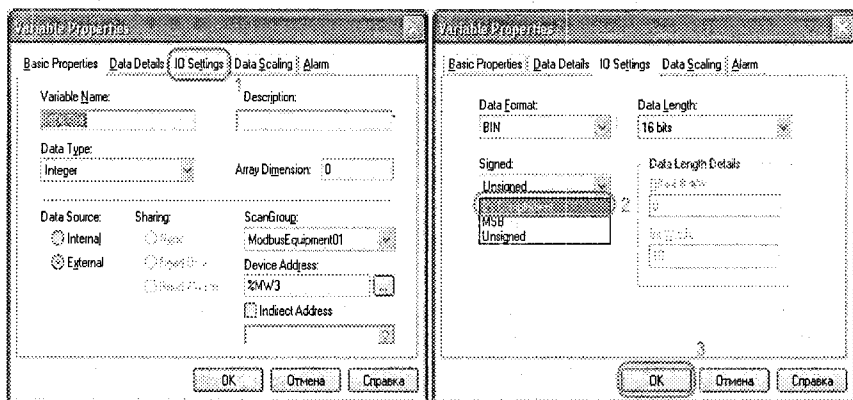 Variable Properties
Basic Properties Data Details IO Settings Data Scaling Alarm
1
Variable Name: Description:
Data Type:
Integer Array Dimension: 0
Data Source: Sharing: ScanGroup:
Internal ModbusEquipment01
External Device Address:
%MW3 ...
Indirect Address
OK Отмена Справка
Variable Properties
Basic Properties Data Details IO Settings Data Scaling Alarm
Data Format: Data Length:
BIN 16 bits
Signed: Data Length Details
Unsigned
2 0
MSB
Unsigned
3
OK Отмена Справка